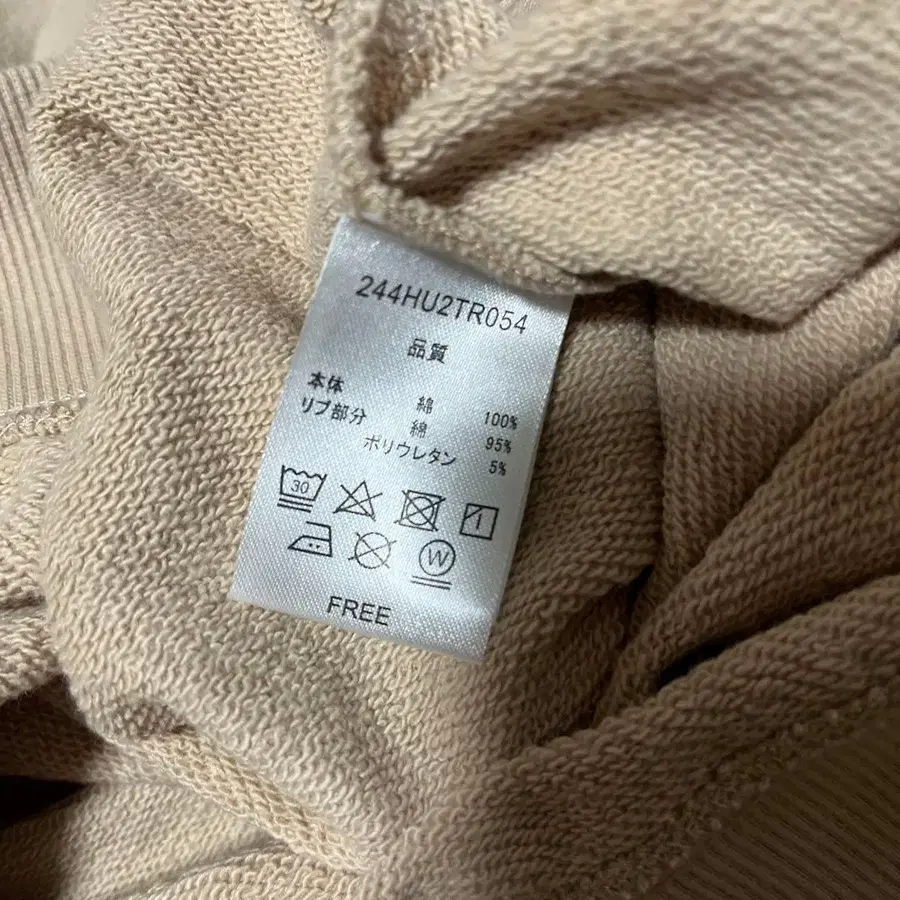 244HU2TR054
品質
本体 綿 100%
リブ部分 綿 95%
ポリウレタン 5%
30
W
FREE